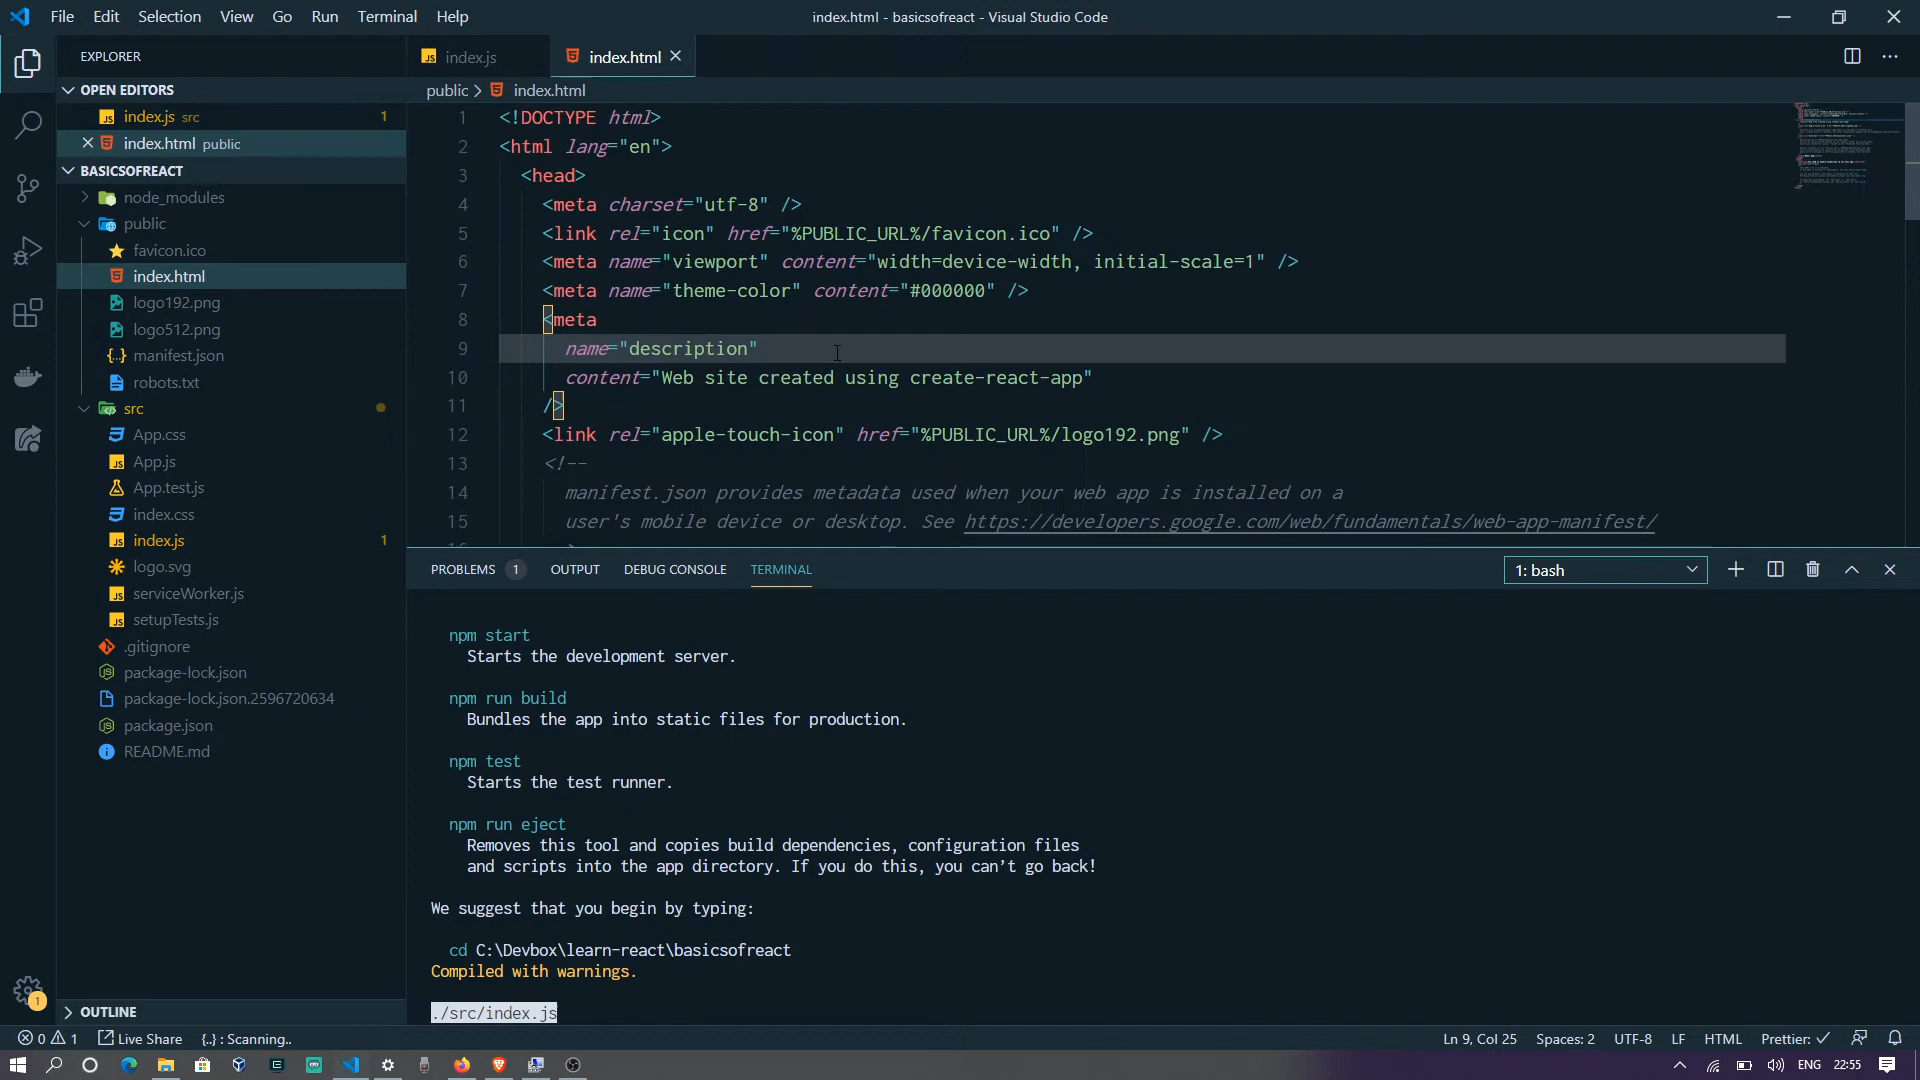 File Edit Selection View Go Run Terminal Help
index.html - basicsofreact - Visual Studio Code
EXPLORER
OPEN EDITORS
index.js src 1
index.html public
BASICSOFREACT
node_modules
public
favicon.ico
index.html
logo192.png
logo512.png
manifest.json
robots.txt
src
App.css
App.js
App.test.js
index.css
index.js 1
logo.svg
serviceWorker.js
setupTests.js
.gitignore
package-lock.json
package-lock.json.2596720634
package.json
README.md
OUTLINE
index.js index.html
public > index.html
1 <!DOCTYPE html>
2 <html lang="en">
3 <head>
4 <meta charset="utf-8" />
5 <link rel="icon" href="%PUBLIC_URL%/favicon.ico" />
6 <meta name="viewport" content="width=device-width, initial-scale=1" />
7 <meta name="theme-color" content="#000000" />
8 <meta
9 name="description"
10 content="Web site created using create-react-app"
11 />
12 <link rel="apple-touch-icon" href="%PUBLIC_URL%/logo192.png" />
13 <!--
14 manifest.json provides metadata used when your web app is installed on a
15 user's mobile device or desktop. See https://developers.google.com/web/fundamentals/web-app-manifest/
PROBLEMS 1 OUTPUT DEBUG CONSOLE TERMINAL
1: bash
npm start
Starts the development server.
npm run build
Bundles the app into static files for production.
npm test
Starts the test runner.
npm run eject
Removes this tool and copies build dependencies, configuration files
and scripts into the app directory. If you do this, you can’t go back!
We suggest that you begin by typing:
cd C:\Devbox\learn-react\basicsofreact
Compiled with warnings.
./src/index.js
1
0 1 Live Share {..} : Scanning..
Ln 9, Col 25 Spaces: 2 UTF-8 LF HTML Prettier: ✓
ENG 22:55